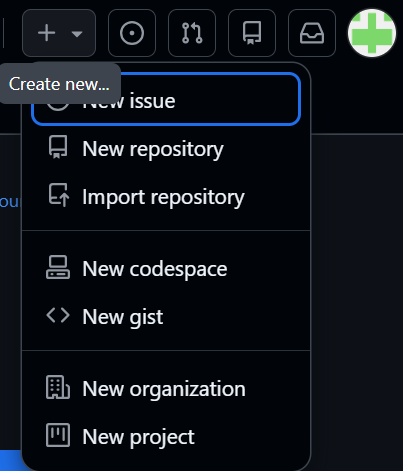 Create new...
New issue
New repository
Import repository
New codespace
New gist
New organization
New project